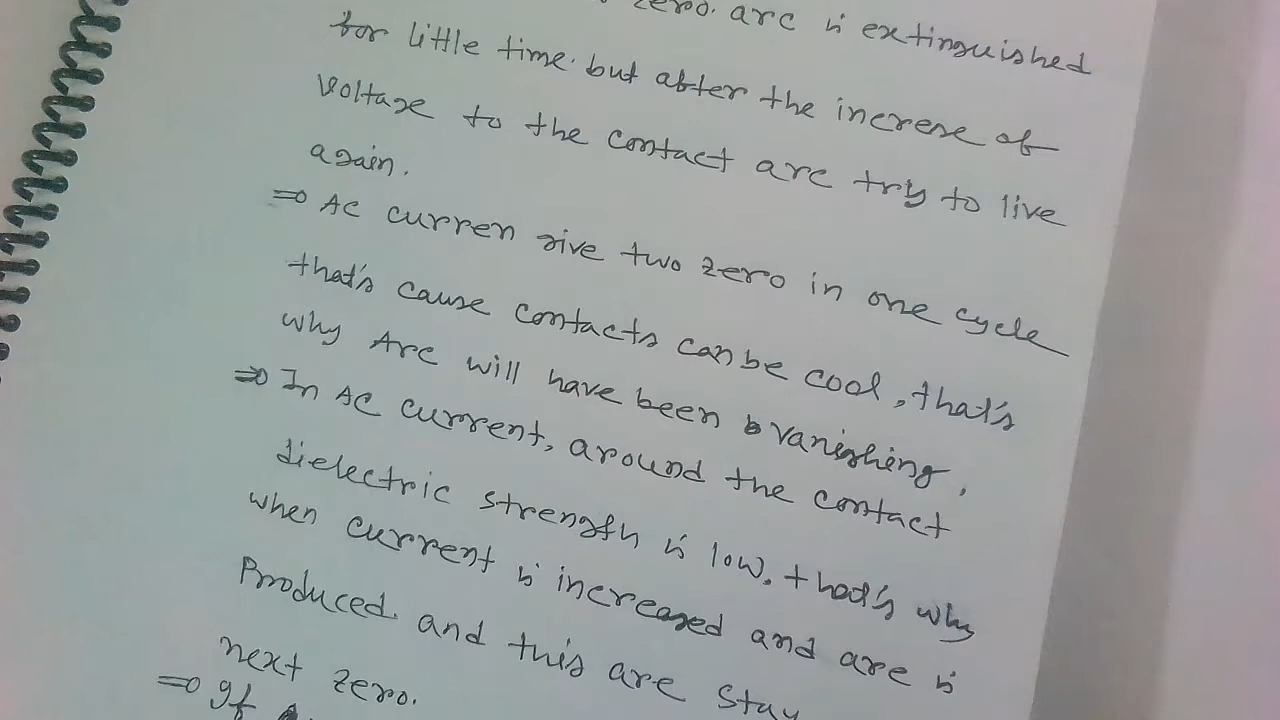 zero. arc is extinguished
for little time. but after the increse of
Voltage to the contact arc try to live
again.
⇒ AC curren give two zero in one cycle
that's cause contacts can be cool, that's
why Arc will have been vanishing.
⇒ In AC current, around the contact
dielectric strength is low. that's why
when current is increased and arc is
Produced. and this arc stay
next zero.
⇒ If